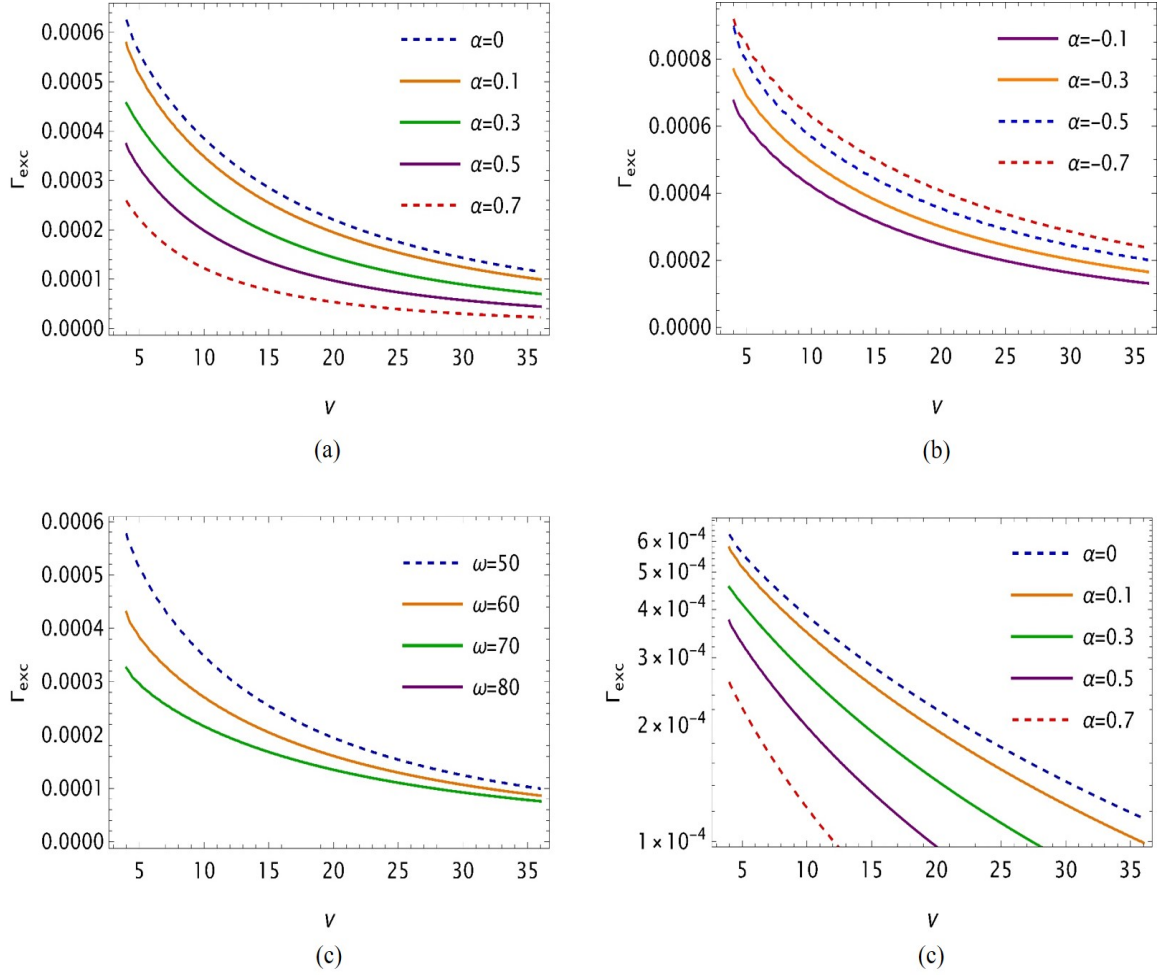 0.0006
0.0005
0.0004
0.0003
0.0002
0.0001
0.0000
Γexc
5 10 15 20 25 30 35
ν
α=0
α=0.1
α=0.3
α=0.5
α=0.7
(a)
0.0008
0.0006
0.0004
0.0002
0.0000
Γexc
5 10 15 20 25 30 35
ν
α=-0.1
α=-0.3
α=-0.5
α=-0.7
(b)
0.0006
0.0005
0.0004
0.0003
0.0002
0.0001
0.0000
Γexc
5 10 15 20 25 30 35
ν
ω=50
ω=60
ω=70
ω=80
(c)
6×10⁻⁴
5×10⁻⁴
4×10⁻⁴
3×10⁻⁴
2×10⁻⁴
1×10⁻⁴
Γexc
5 10 15 20 25 30 35
ν
α=0
α=0.1
α=0.3
α=0.5
α=0.7
(c)